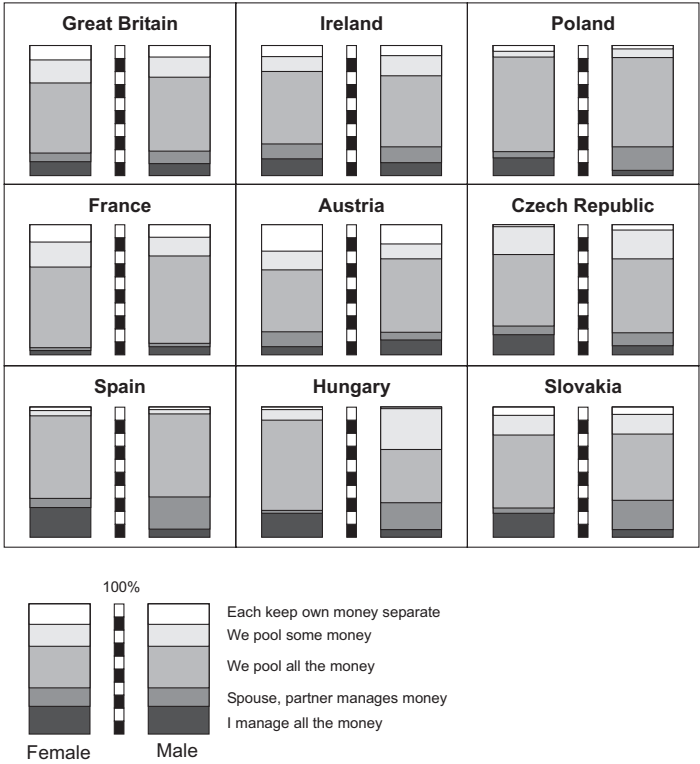 Great Britain
Ireland
Poland
France
Austria
Czech Republic
Spain
Hungary
Slovakia
100%
Each keep own money separate
We pool some money
We pool all the money
Spouse, partner manages money
I manage all the money
Female
Male